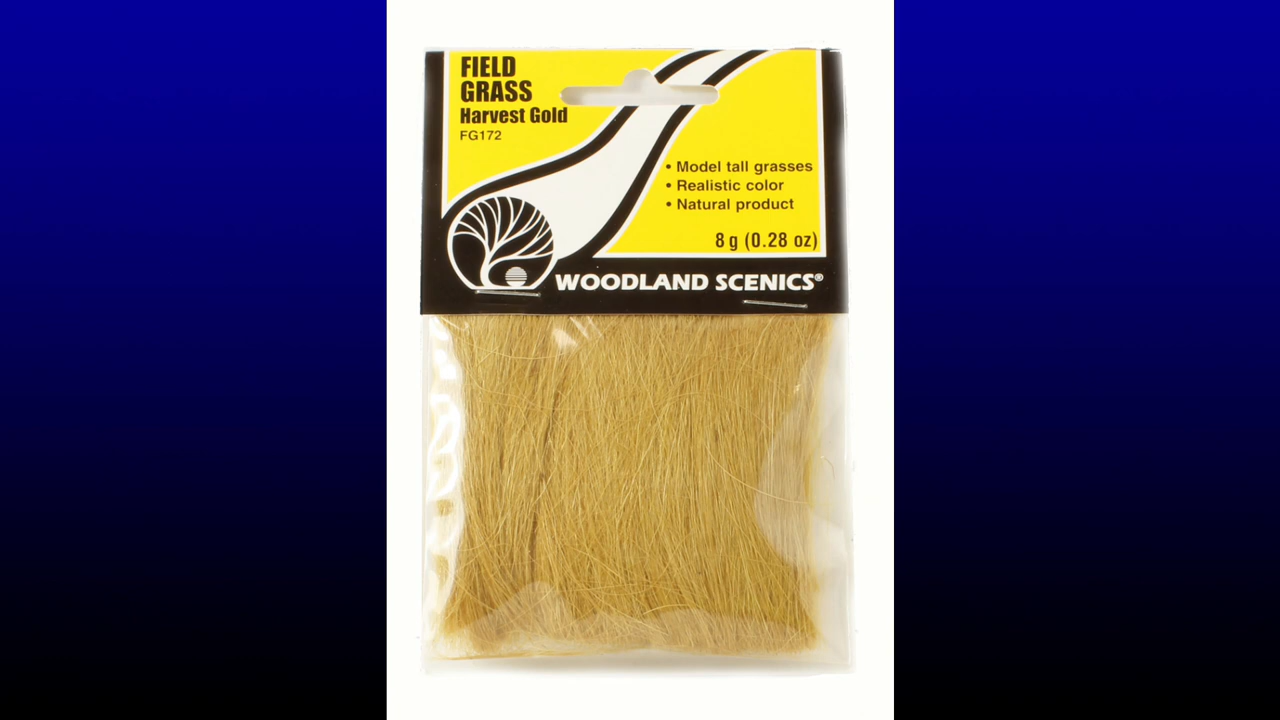 FIELD
GRASS
Harvest Gold
FG172
• Model tall grasses
• Realistic color
• Natural product
8 g (0.28 oz)
WOODLAND SCENICS®